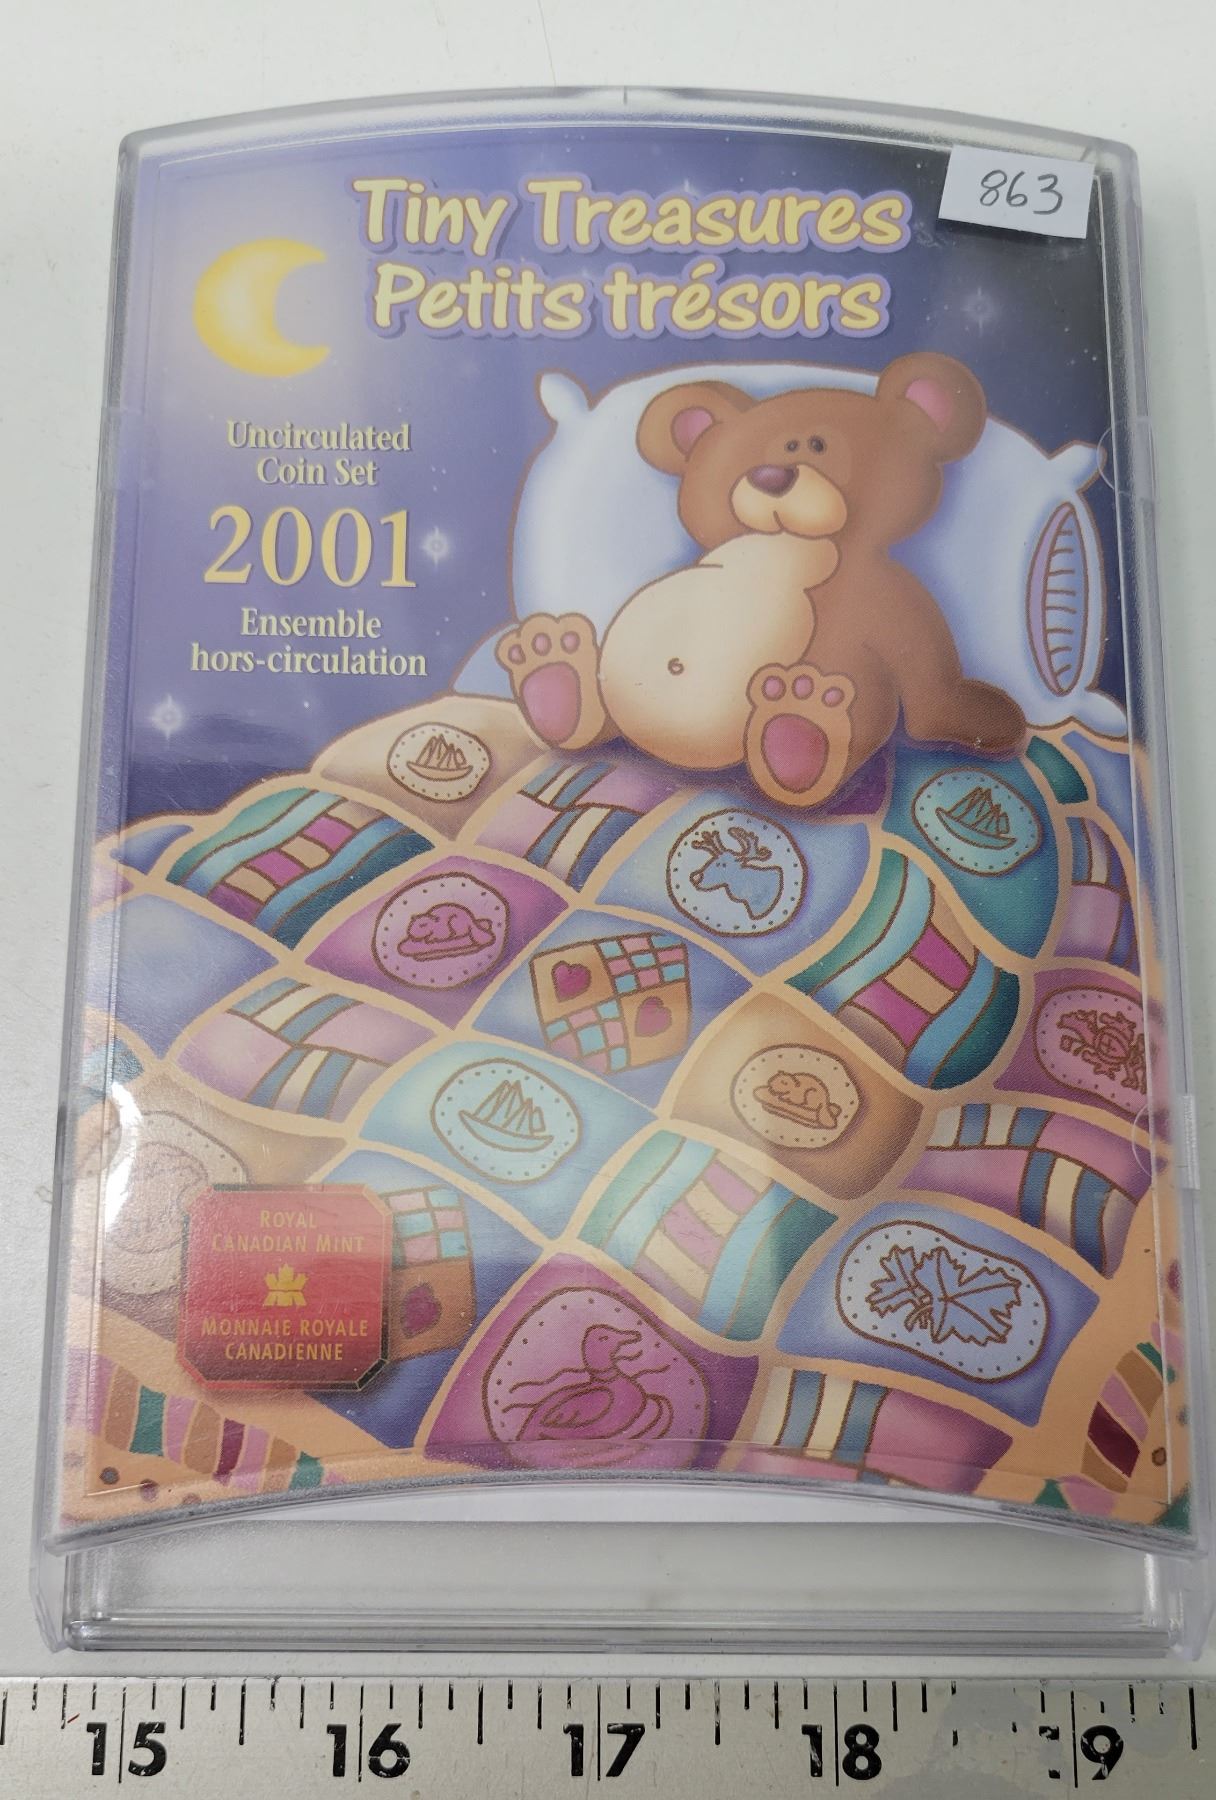 863
Tiny Treasures
Petits trésors
Uncirculated
Coin Set
2001
Ensemble
hors-circulation
ROYAL
CANADIAN MINT
MONNAIE ROYALE
CANADIENNE
15 16 17 18 19